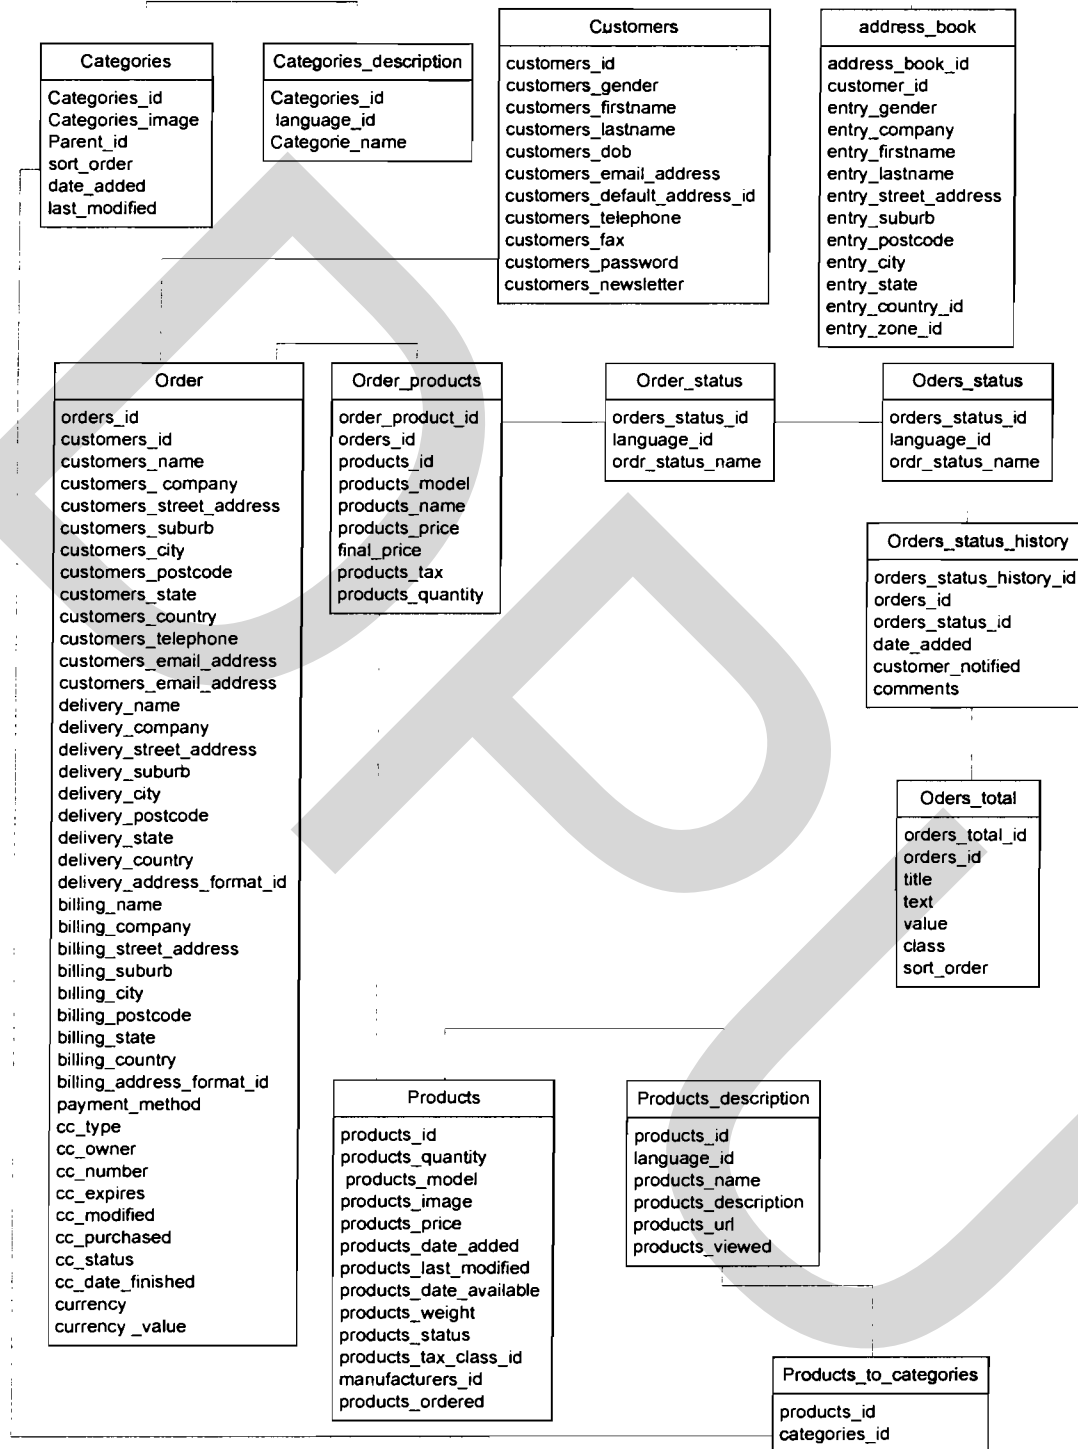 Categories
Categories_id
Categories_image
Parent_id
sort_order
date_added
last_modified
Categories_description
Categories_id
language_id
Categorie_name
Customers
customers_id
customers_gender
customers_firstname
customers_lastname
customers_dob
customers_email_address
customers_default_address_id
customers_telephone
customers_fax
customers_password
customers_newsletter
address_book
address_book_id
customer_id
entry_gender
entry_company
entry_firstname
entry_lastname
entry_street_address
entry_suburb
entry_postcode
entry_city
entry_state
entry_country_id
entry_zone_id
Order
orders_id
customers_id
customers_name
customers_ company
customers_street_address
customers_suburb
customers_city
customers_postcode
customers_state
customers_country
customers_telephone
customers_email_address
customers_email_address
delivery_name
delivery_company
delivery_street_address
delivery_suburb
delivery_city
delivery_postcode
delivery_state
delivery_country
delivery_address_format_id
billing_name
billing_company
billing_street_address
billing_suburb
billing_city
billing_postcode
billing_state
billing_country
billing_address_format_id
payment_method
cc_type
cc_owner
cc_number
cc_expires
cc_modified
cc_purchased
cc_status
cc_date_finished
currency
currency _value
Order_products
order_product_id
orders_id
products_id
products_model
products_name
products_price
final_price
products_tax
products_quantity
Order_status
orders_status_id
language_id
ordr_status_name
Oders_status
orders_status_id
language_id
ordr_status_name
Orders_status_history
orders_status_history_id
orders_id
orders_status_id
date_added
customer_notified
comments
Oders_total
orders_total_id
orders_id
title
text
value
class
sort_order
Products
products_id
products_quantity
products_model
products_image
products_price
products_date_added
products_last_modified
products_date_available
products_weight
products_status
products_tax_class_id
manufacturers_id
products_ordered
Products_description
products_id
language_id
products_name
products_description
products_url
products_viewed
Products_to_categories
products_id
categories_id
DPU